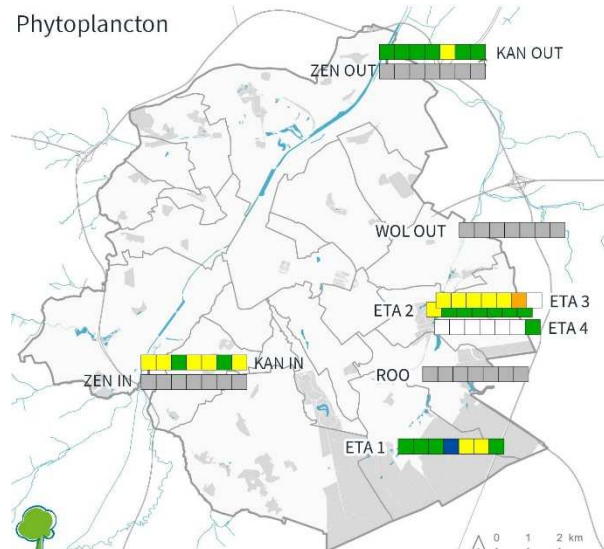 Phytoplancton
KAN OUT
ZEN OUT
WOL OUT
ETA 2
ETA 3
ETA 4
KAN IN
ZEN IN
ROO
ETA 1
0 1 2 km